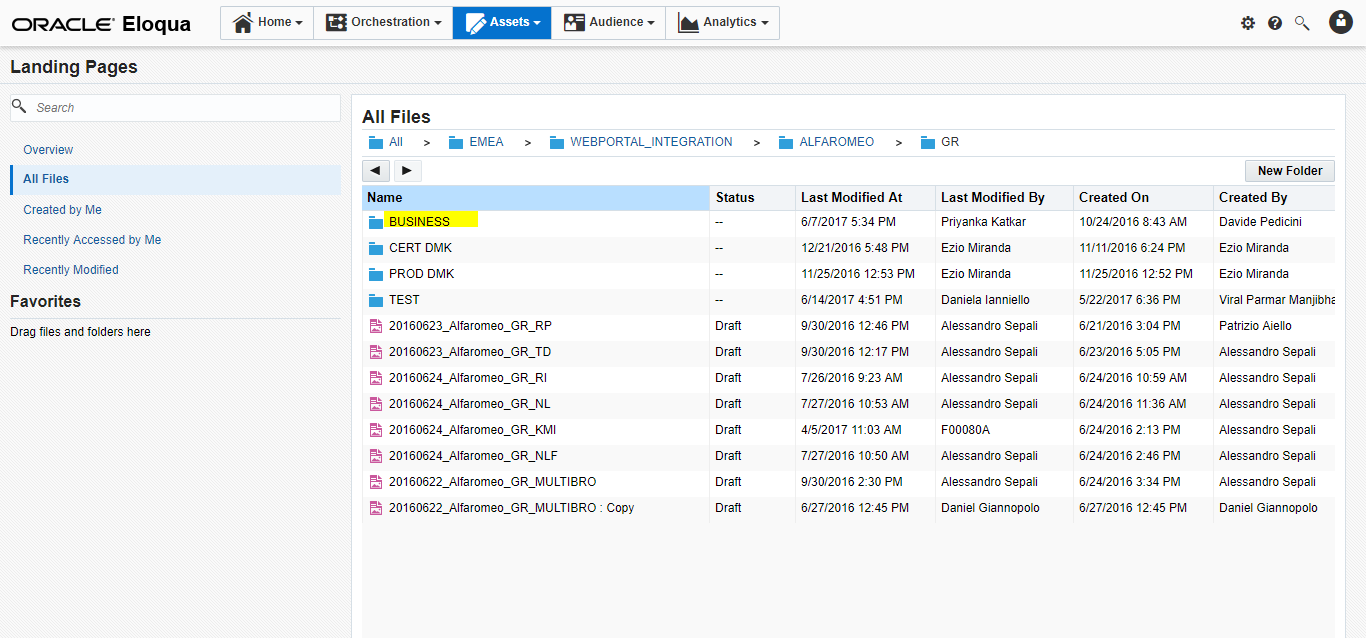 ORACLE Eloqua Home Orchestration Assets Audience Analytics
Landing Pages
Search
Overview
All Files
Created by Me
Recently Accessed by Me
Recently Modified
Favorites
Drag files and folders here
All Files
All > EMEA > WEBPORTAL_INTEGRATION > ALFAROMEO > GR
New Folder
Name Status Last Modified At Last Modified By Created On Created By
BUSINESS -- 6/7/2017 5:34 PM Priyanka Katkar 10/24/2016 8:43 AM Davide Pedicini
CERT DMK -- 12/21/2016 5:48 PM Ezio Miranda 11/11/2016 6:24 PM Ezio Miranda
PROD DMK -- 11/25/2016 12:53 PM Ezio Miranda 11/25/2016 12:52 PM Ezio Miranda
TEST -- 6/14/2017 4:51 PM Daniela Ianniello 5/22/2017 6:36 PM Viral Parmar Manjibha
20160623_Alfaromeo_GR_RP Draft 9/30/2016 12:46 PM Alessandro Sepali 6/21/2016 3:04 PM Patrizio Aiello
20160623_Alfaromeo_GR_TD Draft 9/30/2016 12:17 PM Alessandro Sepali 6/23/2016 5:05 PM Alessandro Sepali
20160624_Alfaromeo_GR_RI Draft 7/26/2016 9:23 AM Alessandro Sepali 6/24/2016 10:59 AM Alessandro Sepali
20160624_Alfaromeo_GR_NL Draft 7/27/2016 10:53 AM Alessandro Sepali 6/24/2016 11:36 AM Alessandro Sepali
20160624_Alfaromeo_GR_KMI Draft 4/5/2017 11:03 AM F00080A 6/24/2016 2:13 PM Alessandro Sepali
20160624_Alfaromeo_GR_NLF Draft 7/27/2016 10:50 AM Alessandro Sepali 6/24/2016 2:46 PM Alessandro Sepali
20160622_Alfaromeo_GR_MULTIBRO Draft 9/30/2016 2:30 PM Alessandro Sepali 6/24/2016 3:34 PM Alessandro Sepali
20160622_Alfaromeo_GR_MULTIBRO : Copy Draft 6/27/2016 12:45 PM Daniel Giannopolo 6/27/2016 12:45 PM Daniel Giannopolo